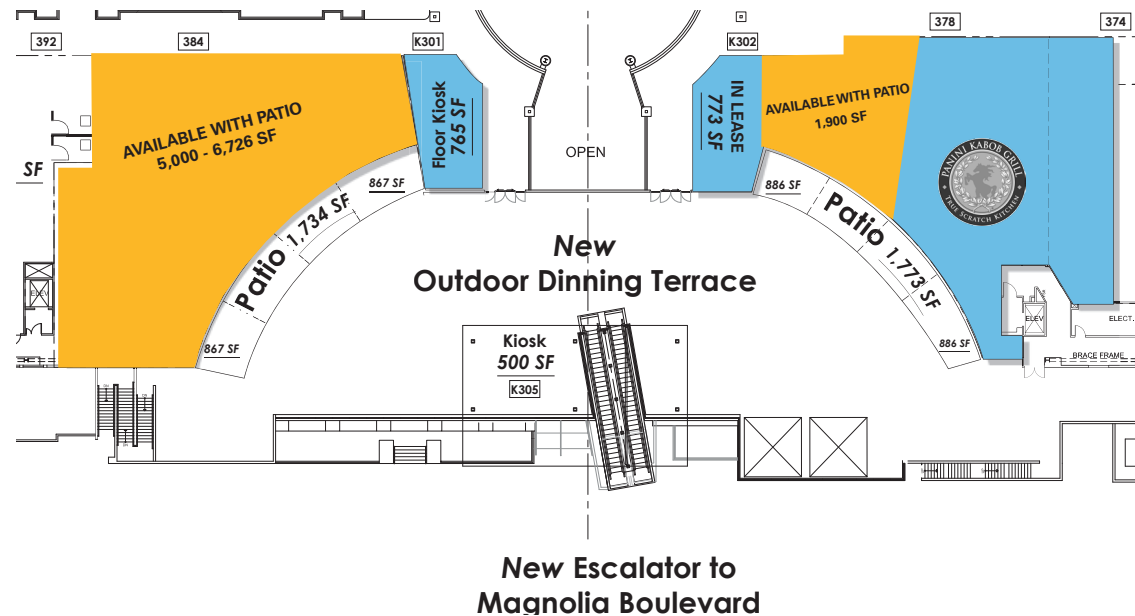 392
384
K301
K302
378
374
AVAILABLE WITH PATIO
5,000 - 6,726 SF
Floor Kiosk
765 SF
IN LEASE
773 SF
AVAILABLE WITH PATIO
1,900 SF
OPEN
SF
PANINI KABOB GRILL
TRUE SCRATCH KITCHEN
867 SF
Patio 1,734 SF
867 SF
886 SF
Patio 1,773 SF
886 SF
New
Outdoor Dinning Terrace
ELEV
ELEV
ELECT.
BRACE FRAME
Kiosk
500 SF
K305
New Escalator to
Magnolia Boulevard